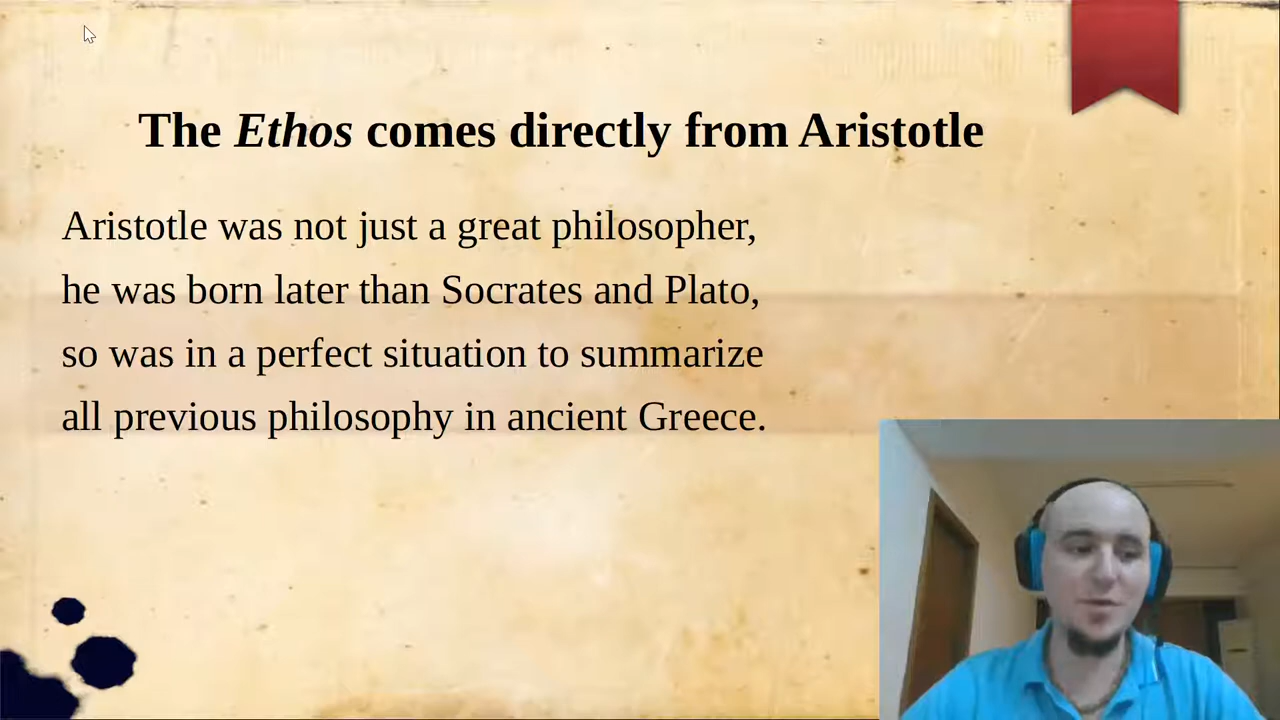 The Ethos comes directly from Aristotle
Aristotle was not just a great philosopher,
he was born later than Socrates and Plato,
so was in a perfect situation to summarize
all previous philosophy in ancient Greece.